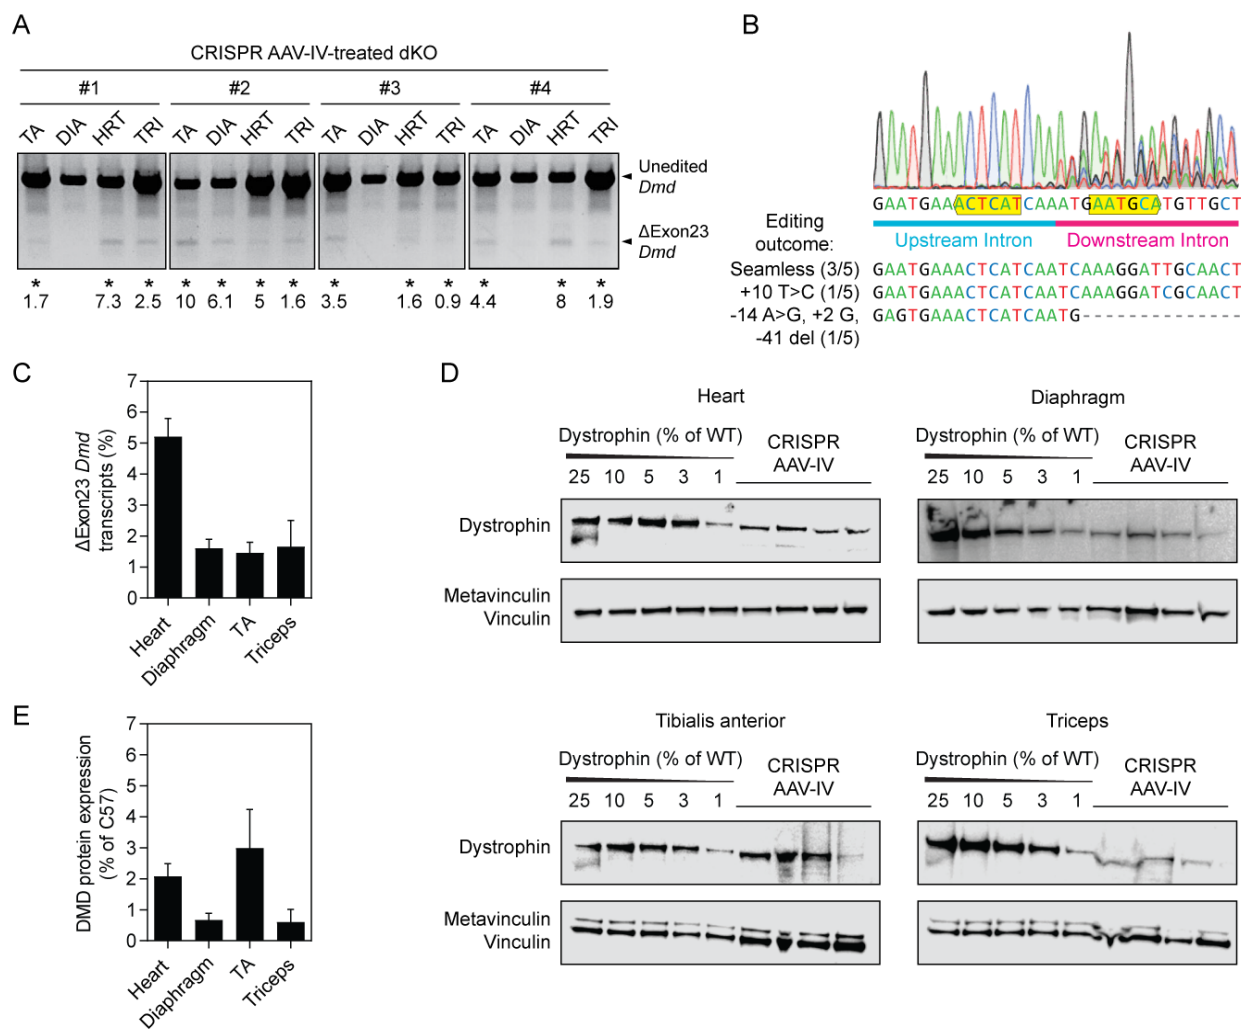 A
CRISPR AAV-IV-treated dKO
#1 #2 #3 #4
TA DIA HRT TRI TA DIA HRT TRI TA DIA HRT TRI TA DIA HRT TRI
Unedited
Dmd
ΔExon23
Dmd
* * * * * * * * * * * * *
1.7 7.3 2.5 10 6.1 5 1.6 3.5 1.6 0.9 4.4 8 1.9
B
GAATGAAACTCATCAAATGAATGCATGTTGCT
Upstream Intron Downstream Intron
Editing
outcome:
Seamless (3/5) GAATGAAACTCATCAATCAAAGGATTGCAACT
+10 T>C (1/5) GAATGAAACTCATCAATCAAAGGATCGCAACT
-14 A>G, +2 G, GAGTGAAACTCATCAATG--------------
-41 del (1/5)
C
ΔExon23 Dmd
transcripts (%)
7
6
5
4
3
2
1
0
Heart Diaphragm TA Triceps
D
Heart
Dystrophin (% of WT)
25 10 5 3 1
CRISPR
AAV-IV
Dystrophin
Metavinculin
Vinculin
Diaphragm
Dystrophin (% of WT)
25 10 5 3 1
CRISPR
AAV-IV
Tibialis anterior
Dystrophin (% of WT)
25 10 5 3 1
CRISPR
AAV-IV
Dystrophin
Metavinculin
Vinculin
Triceps
Dystrophin (% of WT)
25 10 5 3 1
CRISPR
AAV-IV
E
DMD protein expression
(% of C57)
7
6
5
4
3
2
1
0
Heart Diaphragm TA Triceps